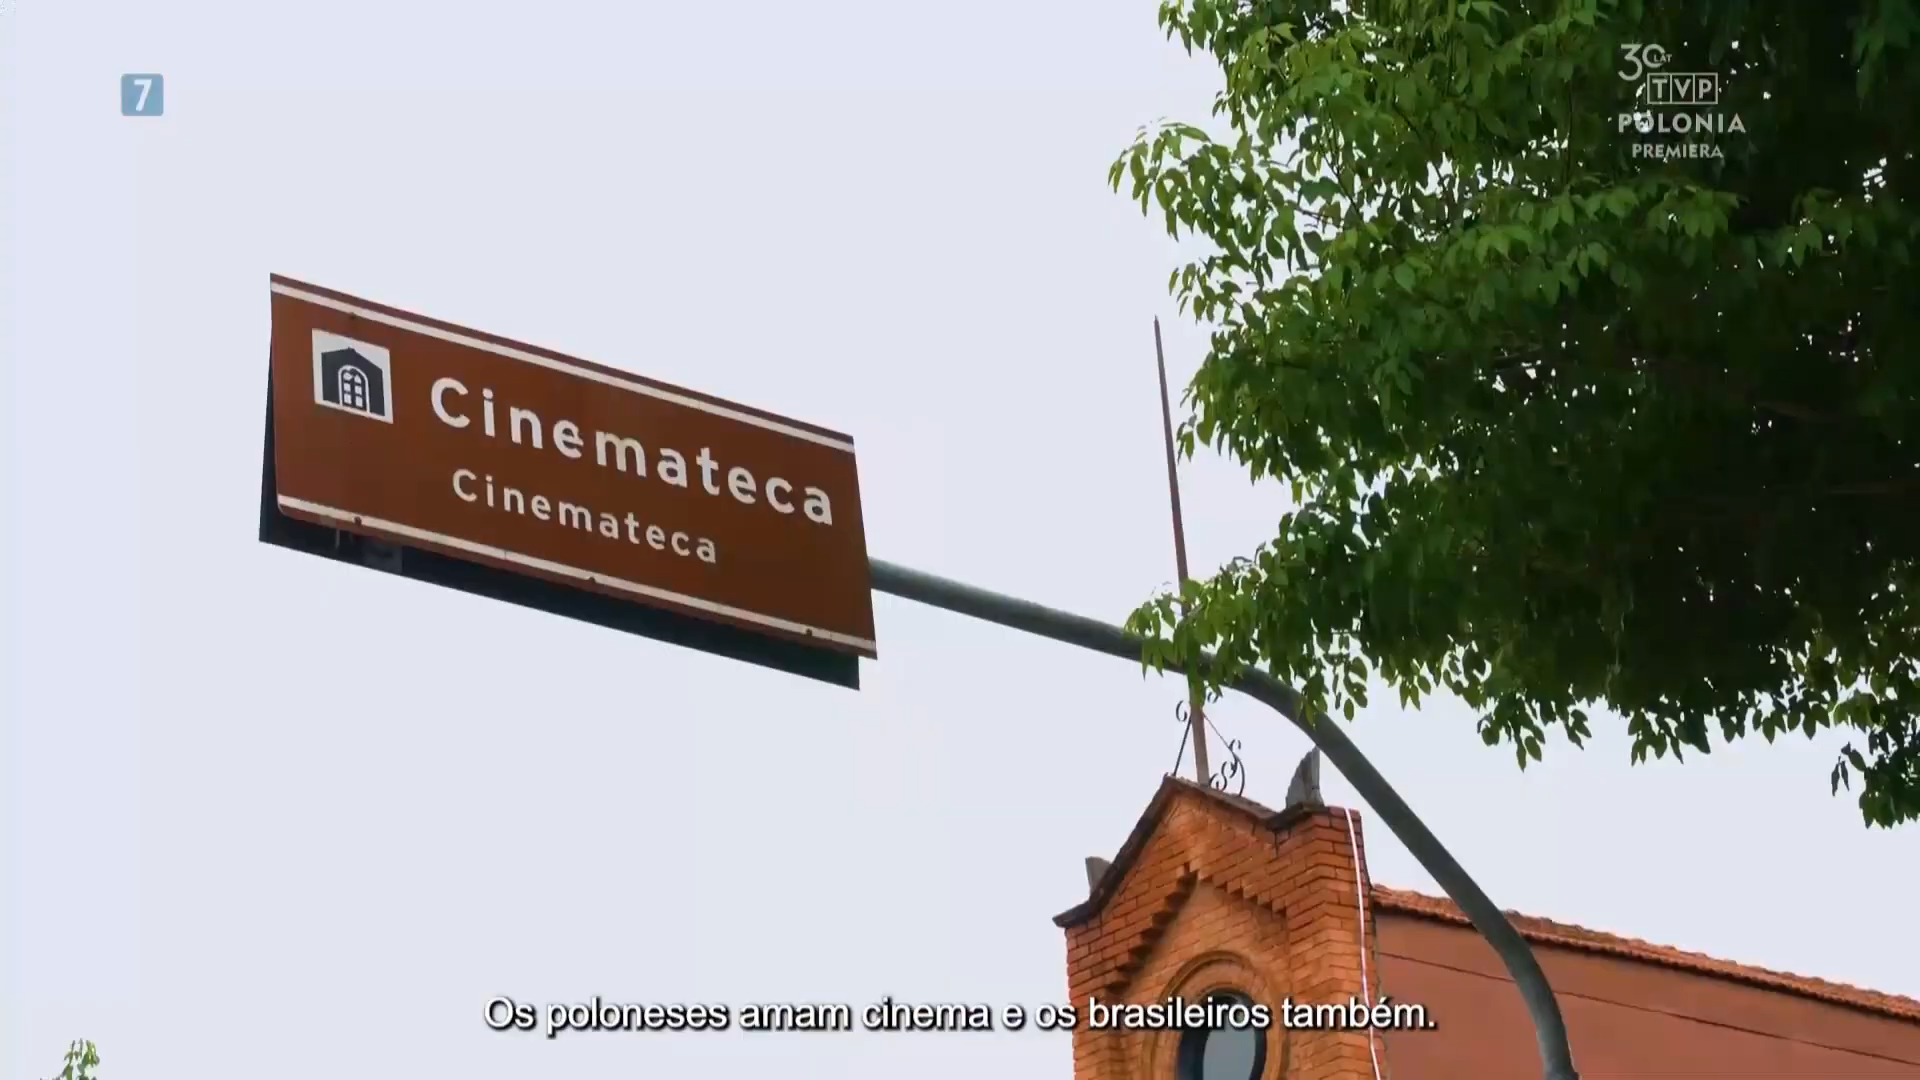 7
30 LAT
TVP
POLONIA
PREMIERA
Cinemateca
Cinemateca
Os poloneses amam cinema e os brasileiros também.